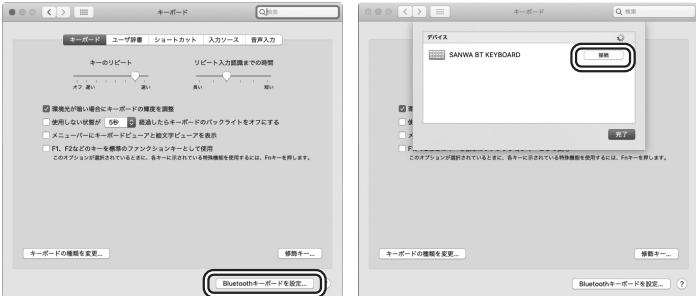 キーボード
検索
キーボード ユーザ辞書 ショートカット 入力ソース 音声入力
キーのリピート
リピート入力認識までの時間
オフ 遅い 速い
長い 短い
環境光が暗い場合にキーボードの輝度を調整
使用しない状態が 5秒 経過したらキーボードのバックライトをオフにする
メニューバーにキーボードビューアと絵文字ビューアを表示
F1、F2などのキーを標準のファンクションキーとして使用
このオプションが選択されているときに、各キーに示されている特殊機能を使用するには、Fnキーを押します。
キーボードの種類を変更...
修飾キー...
Bluetoothキーボードを設定...
キーボード
検索
デバイス
SANWA BT KEYBOARD
接続
完了
このオプションが選択されているときに、各キーに示されている特殊機能を使用するには、Fnキーを押します。
キーボードの種類を変更...
修飾キー...
Bluetoothキーボードを設定...
?